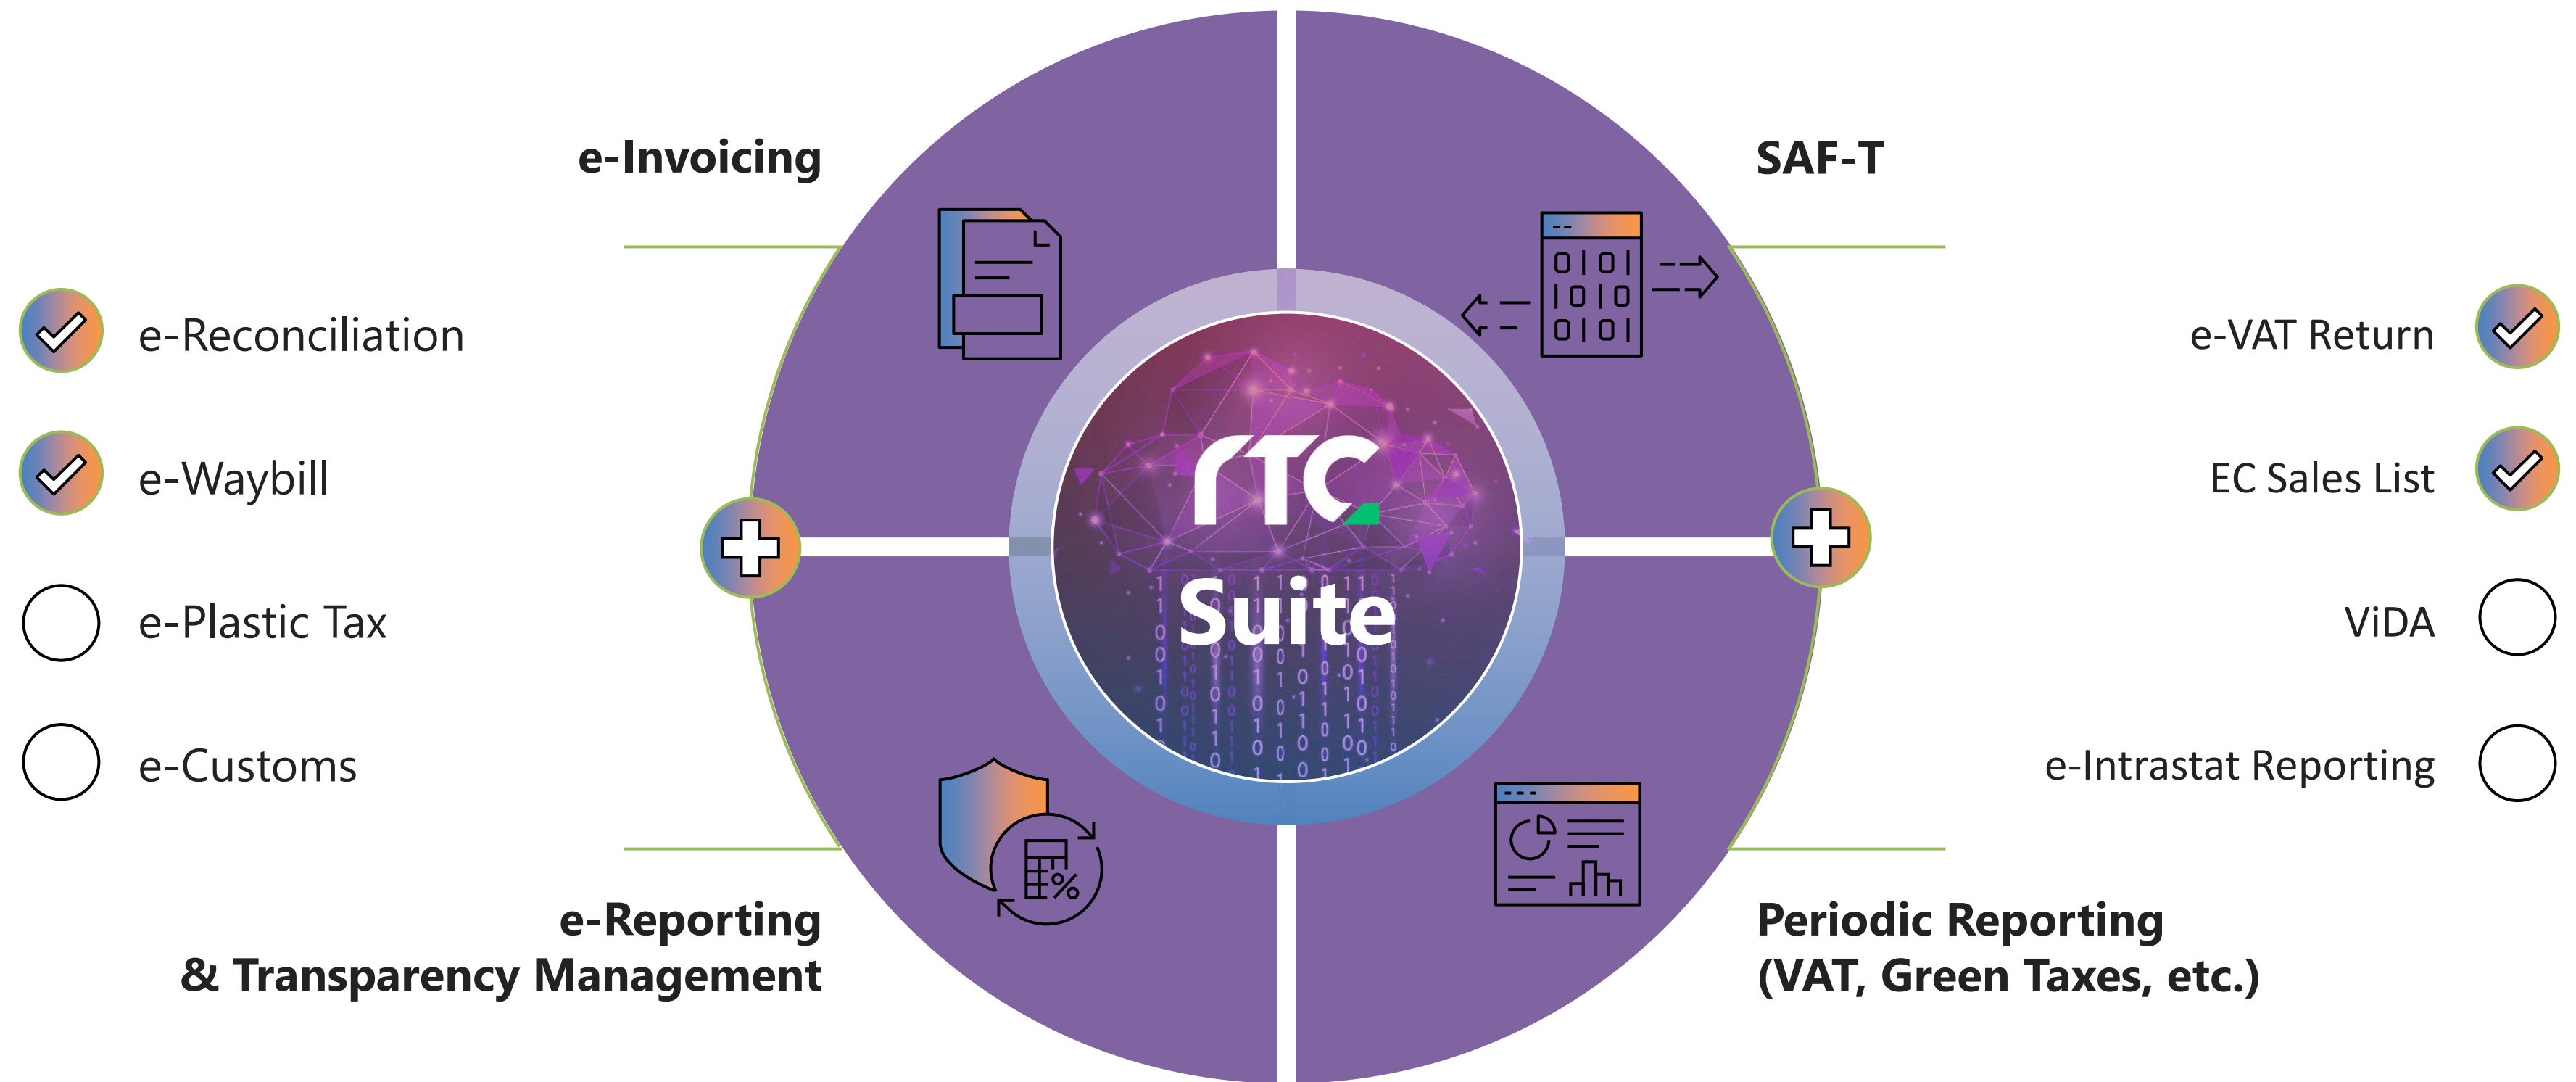 e-Invoicing
SAF-T
e-Reconciliation
e-Waybill
e-Plastic Tax
e-Customs
rTC
Suite
e-VAT Return
EC Sales List
ViDA
e-Intrastat Reporting
e-Reporting
& Transparency Management
Periodic Reporting
(VAT, Green Taxes, etc.)